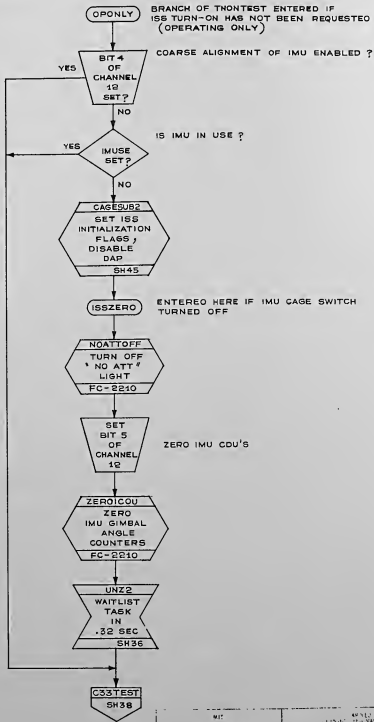 OPONLY
BRANCH OF TNONTEST ENTERED IF
ISS TURN-ON HAS NOT BEEN REQUESTED
(OPERATING ONLY)
BIT 4
OF
CHANNEL
12
SET?
COARSE ALIGNMENT OF IMU ENABLED ?
YES
NO
IS IMU IN USE ?
IMUSE
SET?
YES
NO
CAGESUB2
SET ISS
INITIALIZATION
FLAGS,
DISABLE
DAP
SH45
ISSZERO
ENTERED HERE IF IMU CAGE SWITCH
TURNED OFF
NOATTOFF
TURN OFF
"NO ATT"
LIGHT
FC-2210
SET
BIT 5
OF
CHANNEL
12
ZERO IMU CDU'S
ZEROICOU
ZERO
IMU GIMBAL
ANGLE
COUNTERS
FC-2210
UNZ2
WAITLIST
TASK
IN
.32 SEC
SH36
C33TEST
SH38
MIT